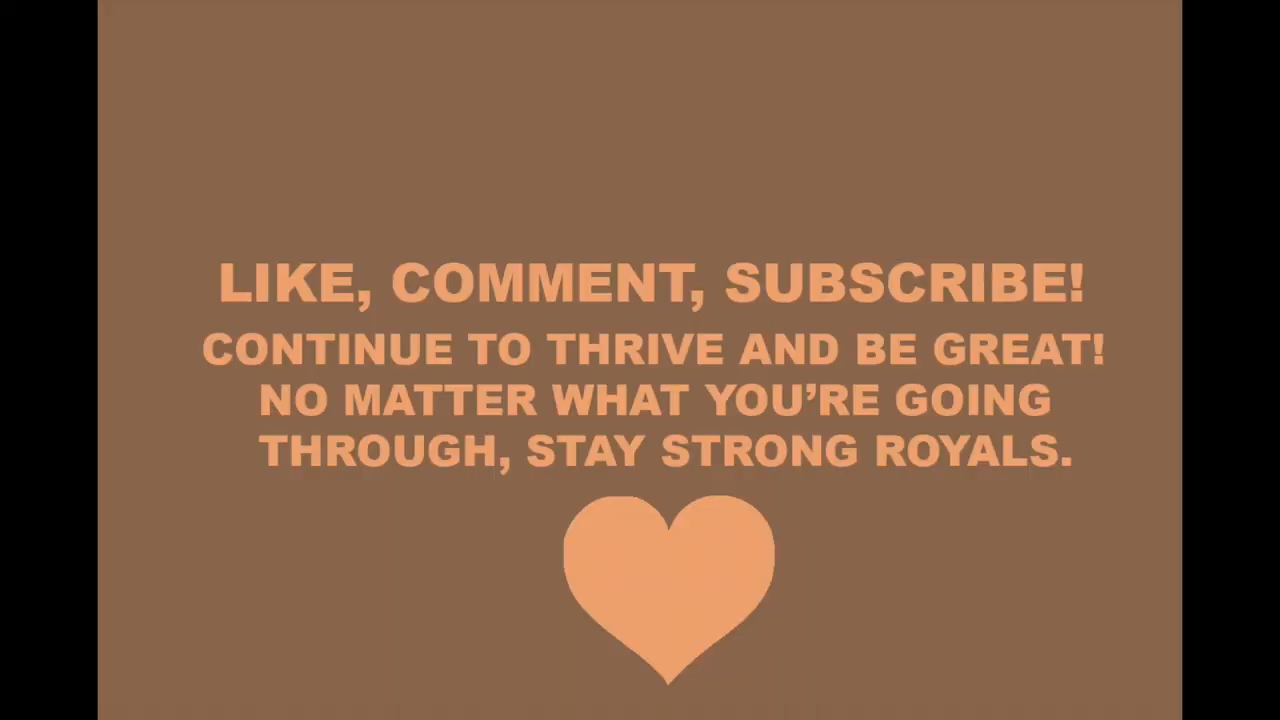 LIKE, COMMENT, SUBSCRIBE!
CONTINUE TO THRIVE AND BE GREAT!
NO MATTER WHAT YOU’RE GOING
THROUGH, STAY STRONG ROYALS.